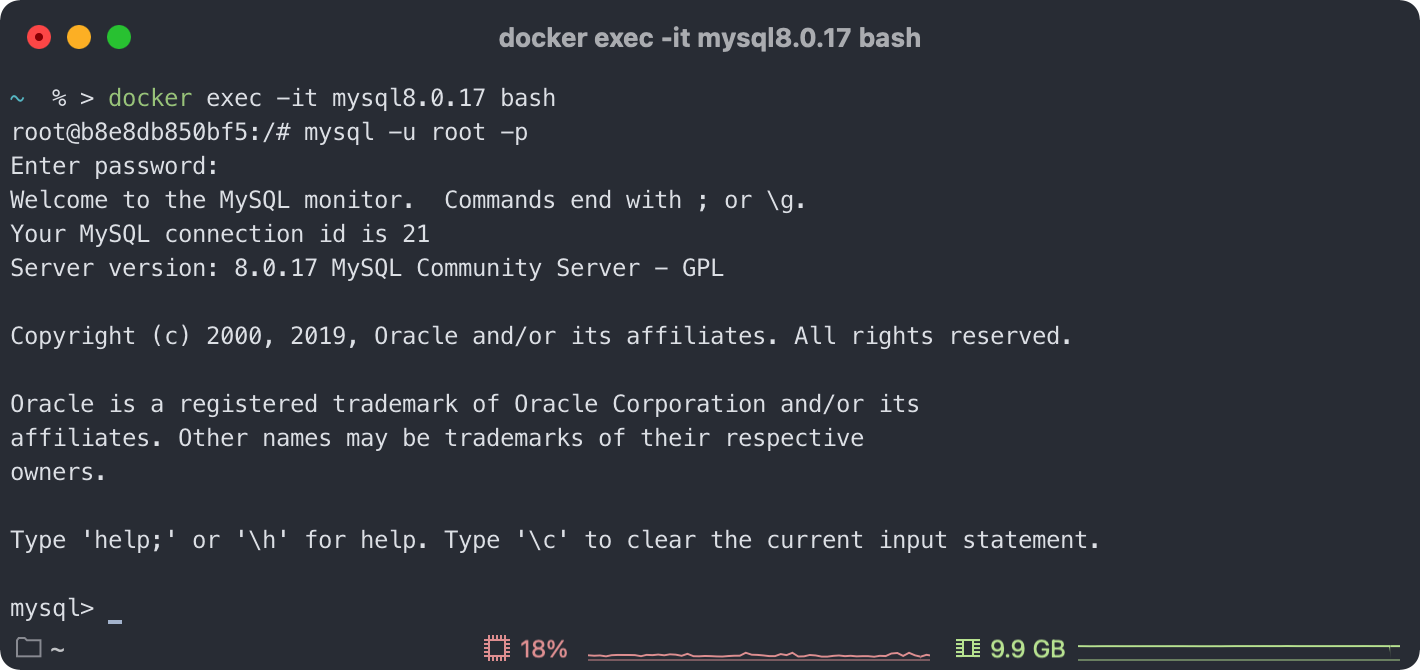 docker exec -it mysql8.0.17 bash
~ % > docker exec -it mysql8.0.17 bash
root@b8e8db850bf5:/# mysql -u root -p
Enter password:
Welcome to the MySQL monitor.  Commands end with ; or \g.
Your MySQL connection id is 21
Server version: 8.0.17 MySQL Community Server - GPL
Copyright (c) 2000, 2019, Oracle and/or its affiliates. All rights reserved.
Oracle is a registered trademark of Oracle Corporation and/or its
affiliates. Other names may be trademarks of their respective
owners.
Type 'help;' or '\h' for help. Type '\c' to clear the current input statement.
mysql> _
~ 18% 9.9 GB